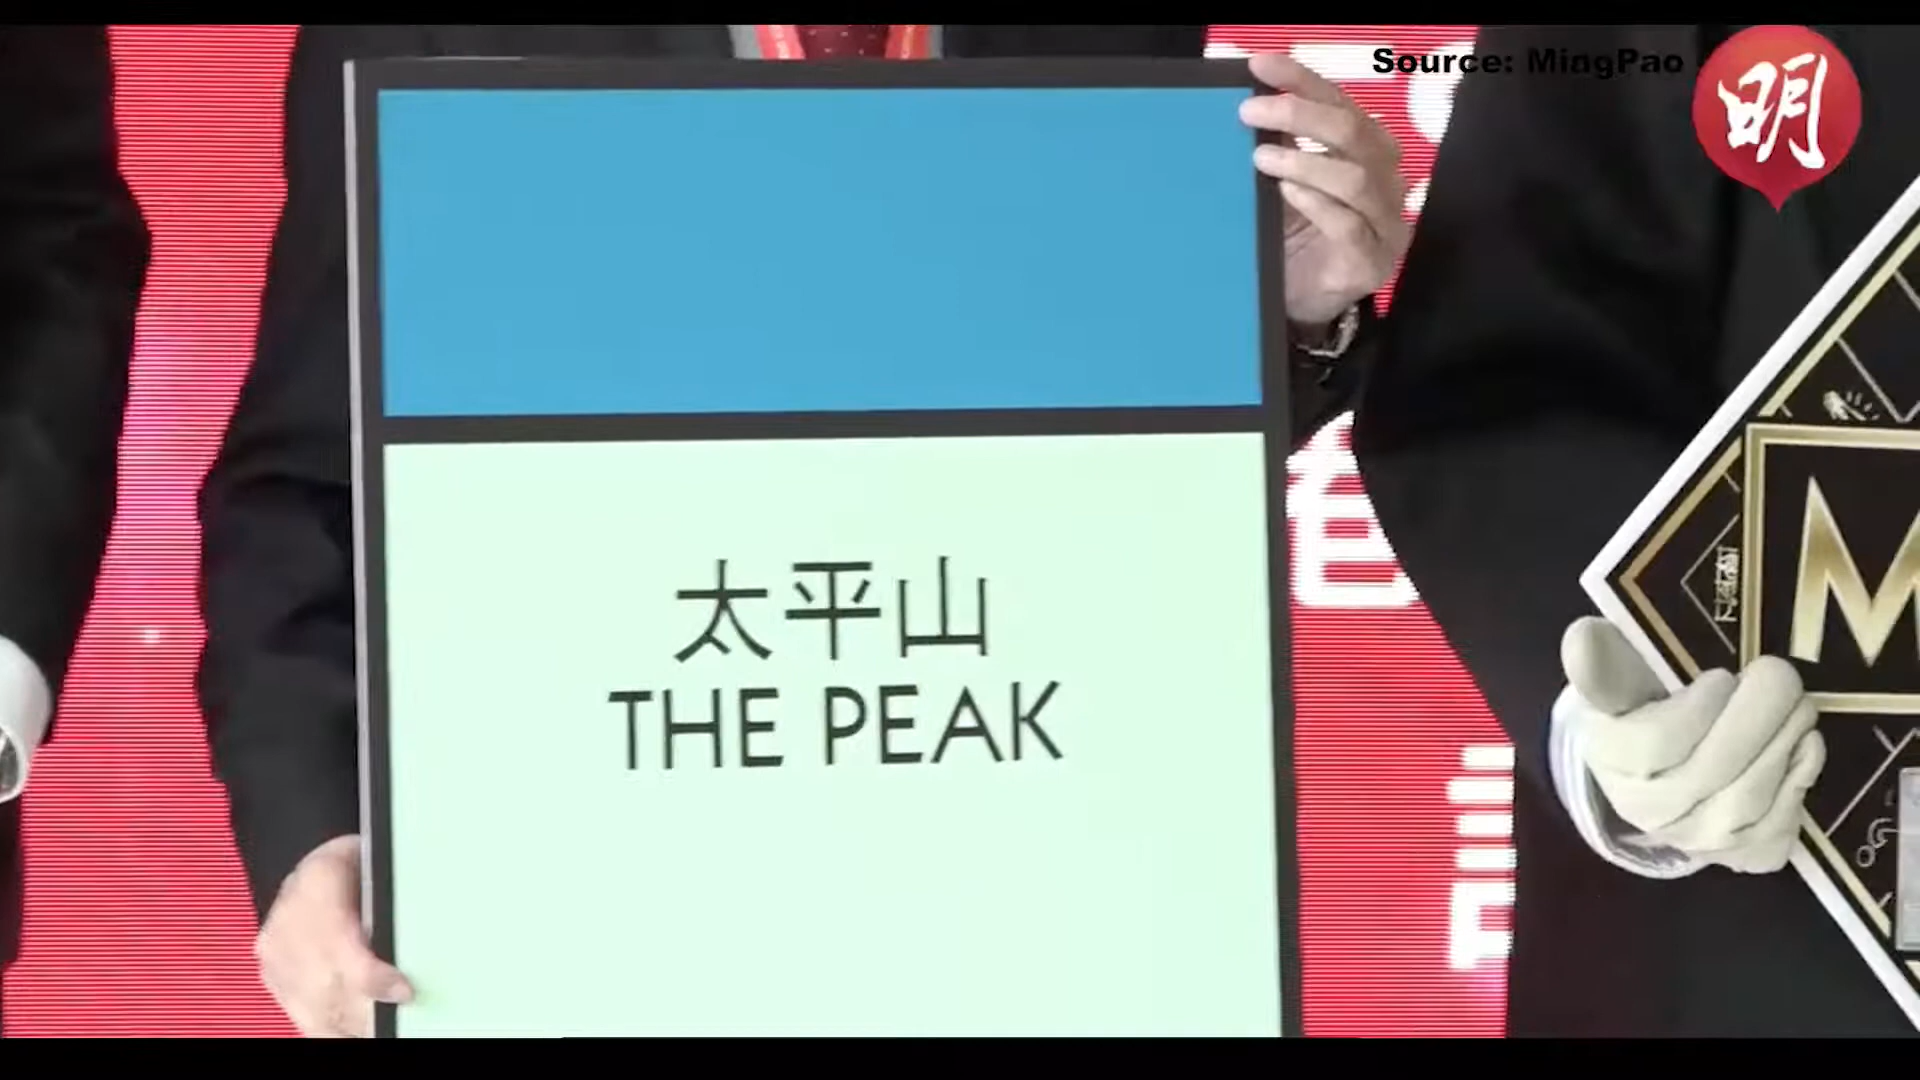 Source: MingPao
明
太平山
THE PEAK
M